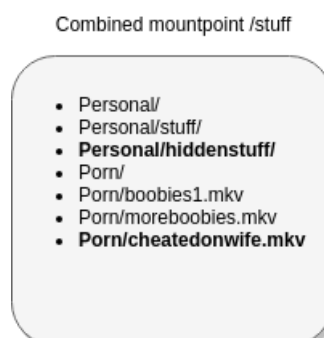 Combined mountpoint /stuff
• Personal/
• Personal/stuff/
• Personal/hiddenstuff/
• Porn/
• Porn/boobies1.mkv
• Porn/moreboobies.mkv
• Porn/cheatedonwife.mkv